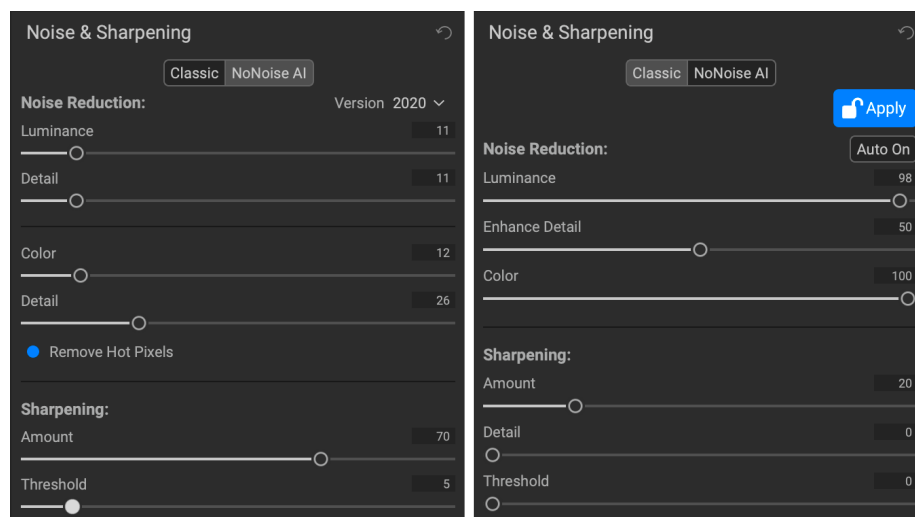 Noise & Sharpening
Classic NoNoise AI
Noise Reduction: Version 2020
Luminance 11
Detail 11
Color 12
Detail 26
Remove Hot Pixels
Sharpening:
Amount 70
Threshold 5
Noise & Sharpening
Classic NoNoise AI
Apply
Noise Reduction: Auto On
Luminance 98
Enhance Detail 50
Color 100
Sharpening:
Amount 20
Detail 0
Threshold 0